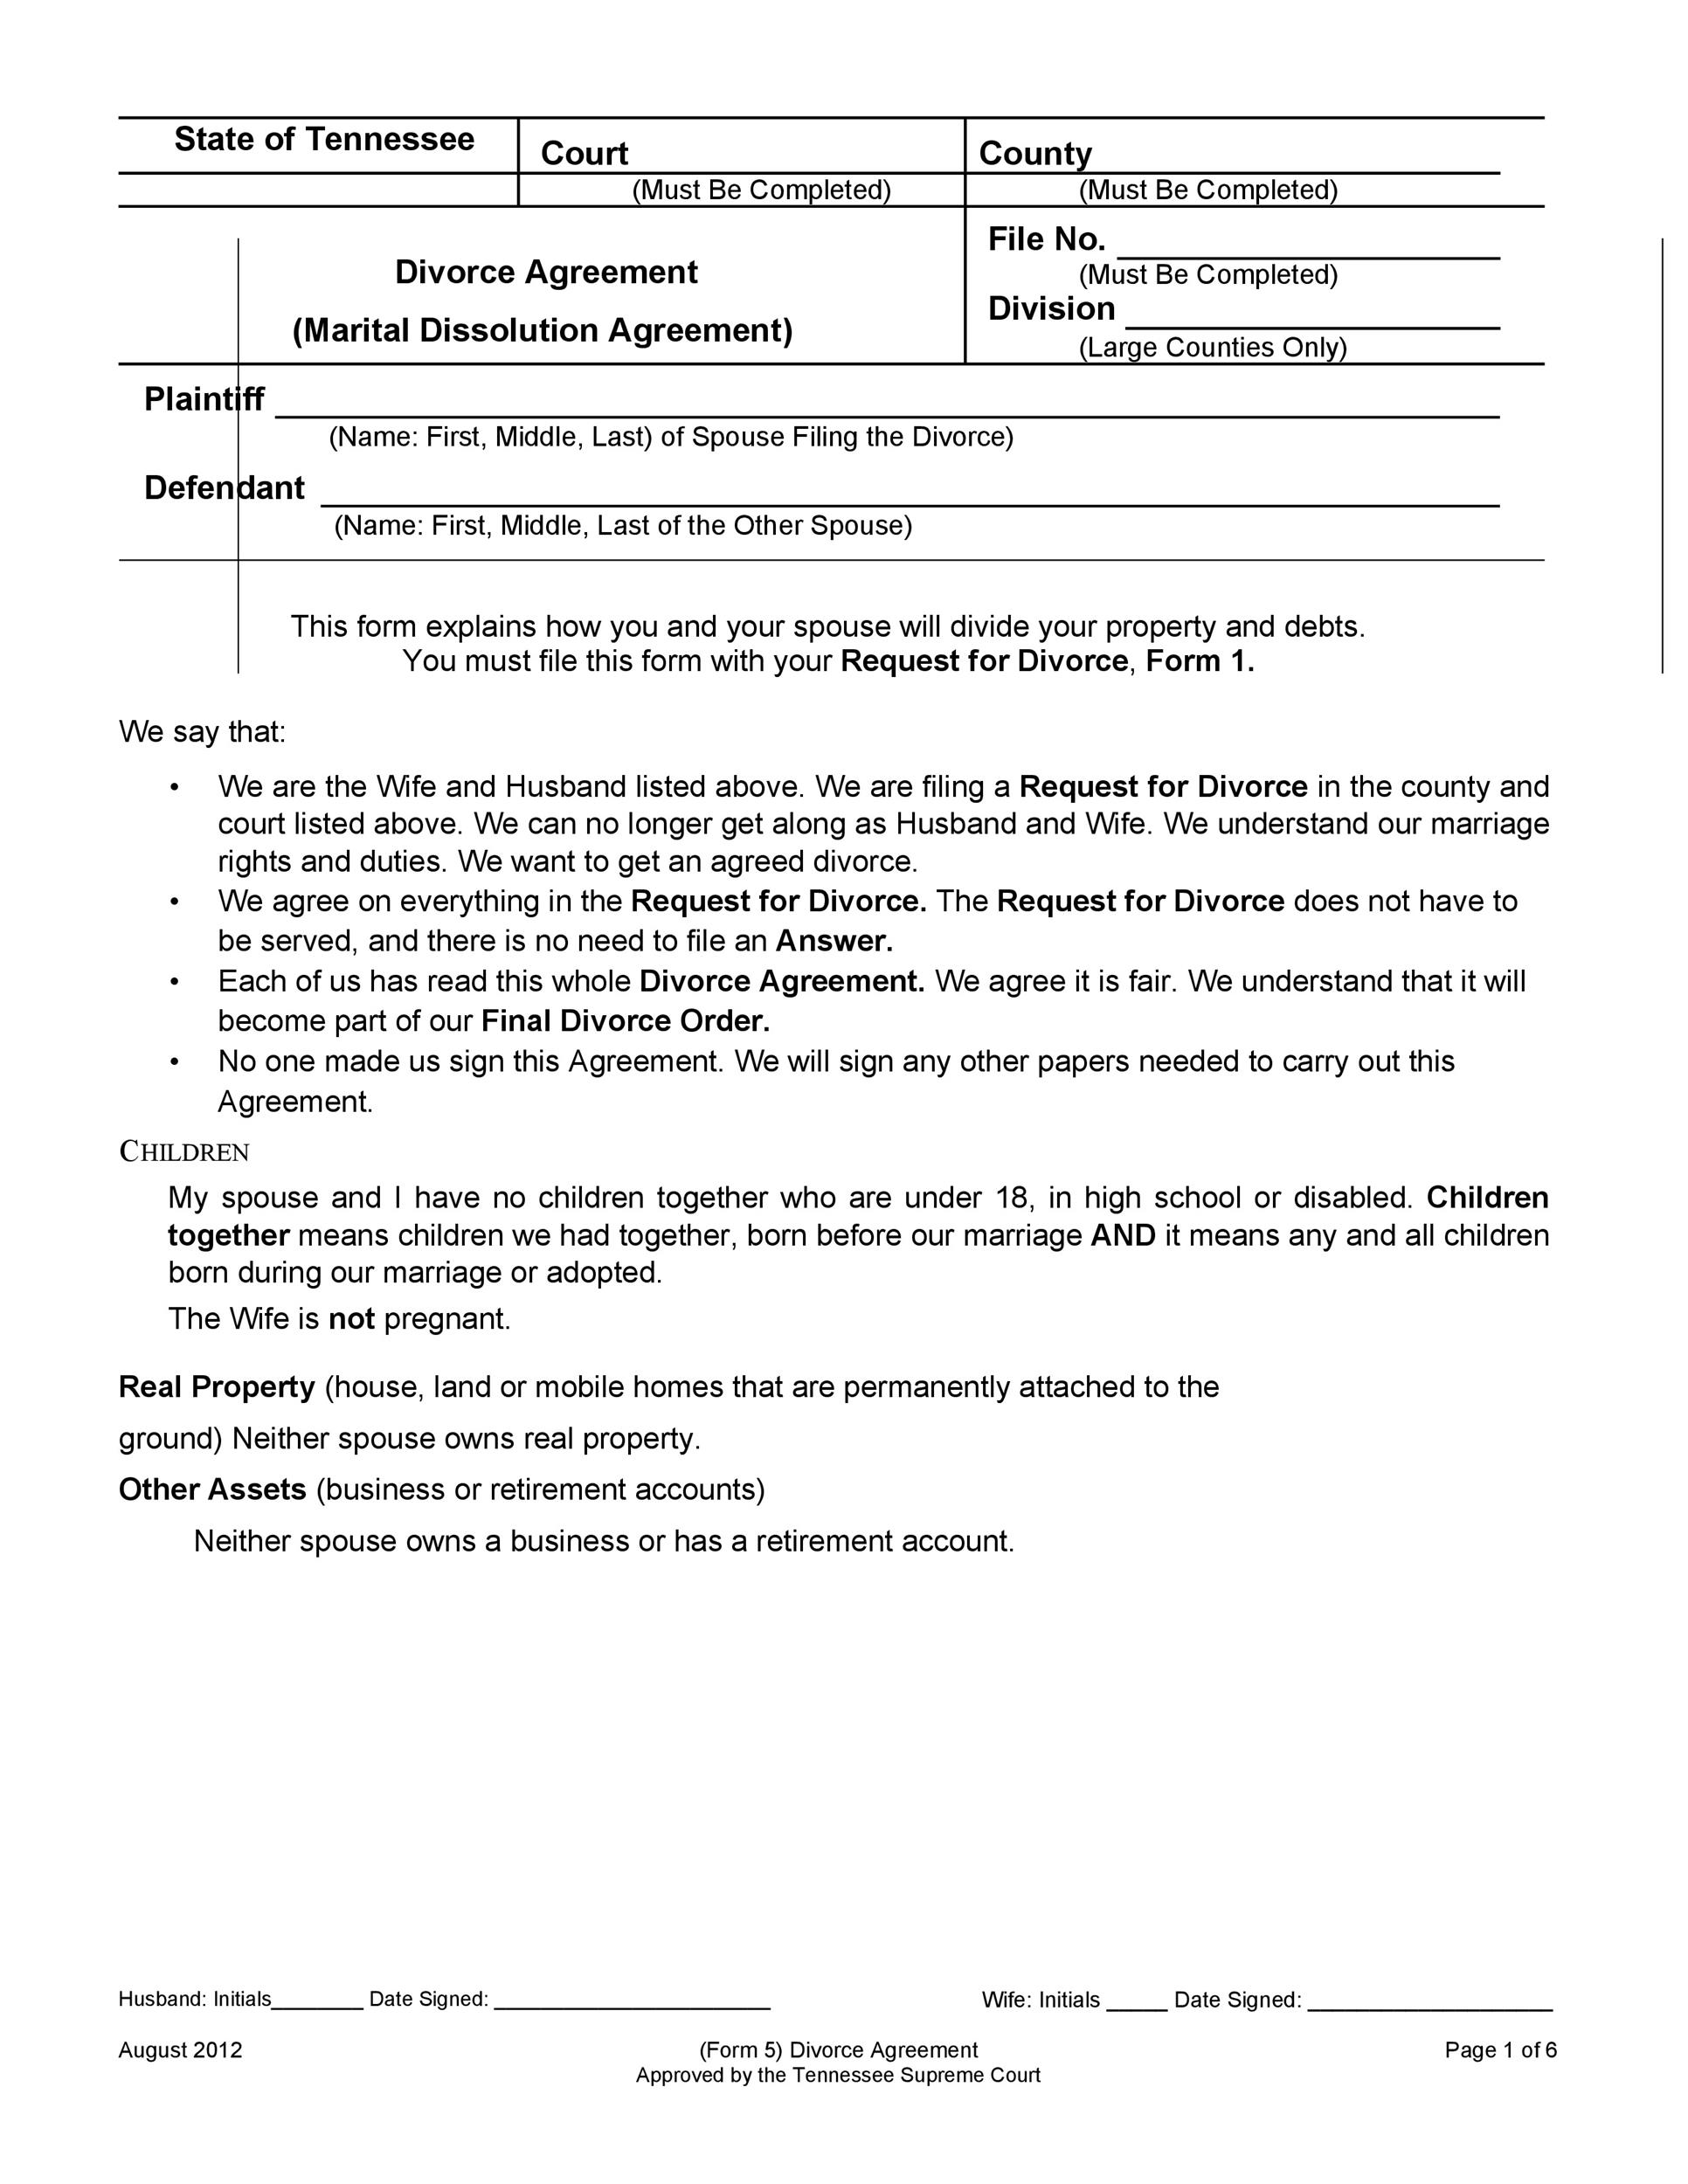 State of Tennessee
Court
County
(Must Be Completed)
(Must Be Completed)
Divorce Agreement
(Marital Dissolution Agreement)
File No.
(Must Be Completed)
Division
(Large Counties Only)
Plaintiff
(Name: First, Middle, Last) of Spouse Filing the Divorce)
Defendant
(Name: First, Middle, Last of the Other Spouse)
This form explains how you and your spouse will divide your property and debts.
You must file this form with your Request for Divorce, Form 1.
We say that:
• We are the Wife and Husband listed above. We are filing a Request for Divorce in the county and
court listed above. We can no longer get along as Husband and Wife. We understand our marriage
rights and duties. We want to get an agreed divorce.
• We agree on everything in the Request for Divorce. The Request for Divorce does not have to
be served, and there is no need to file an Answer.
• Each of us has read this whole Divorce Agreement. We agree it is fair. We understand that it will
become part of our Final Divorce Order.
• No one made us sign this Agreement. We will sign any other papers needed to carry out this
Agreement.
CHILDREN
My spouse and I have no children together who are under 18, in high school or disabled. Children
together means children we had together, born before our marriage AND it means any and all children
born during our marriage or adopted.
The Wife is not pregnant.
Real Property (house, land or mobile homes that are permanently attached to the
ground) Neither spouse owns real property.
Other Assets (business or retirement accounts)
Neither spouse owns a business or has a retirement account.
Husband: Initials________ Date Signed: ________________________ Wife: Initials _____ Date Signed: _____________________
August 2012 (Form 5) Divorce Agreement Page 1 of 6
Approved by the Tennessee Supreme Court